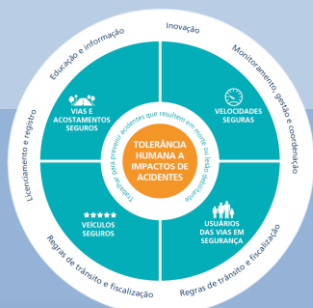 Educação e informação
Inovação
Monitoramento, gestão e coordenação
Licenciamento e registro
VIAS E
ACOSTAMENTOS
SEGUROS
VELOCIDADES
SEGURAS
Trabalhar para prevenir acidentes que resultem em morte ou lesão debilitante
TOLERÂNCIA
HUMANA A
IMPACTOS DE
ACIDENTES
VEÍCULOS
SEGUROS
USUÁRIOS
DAS VIAS EM
SEGURANÇA
Regras de trânsito e fiscalização
Regras de trânsito e fiscalização